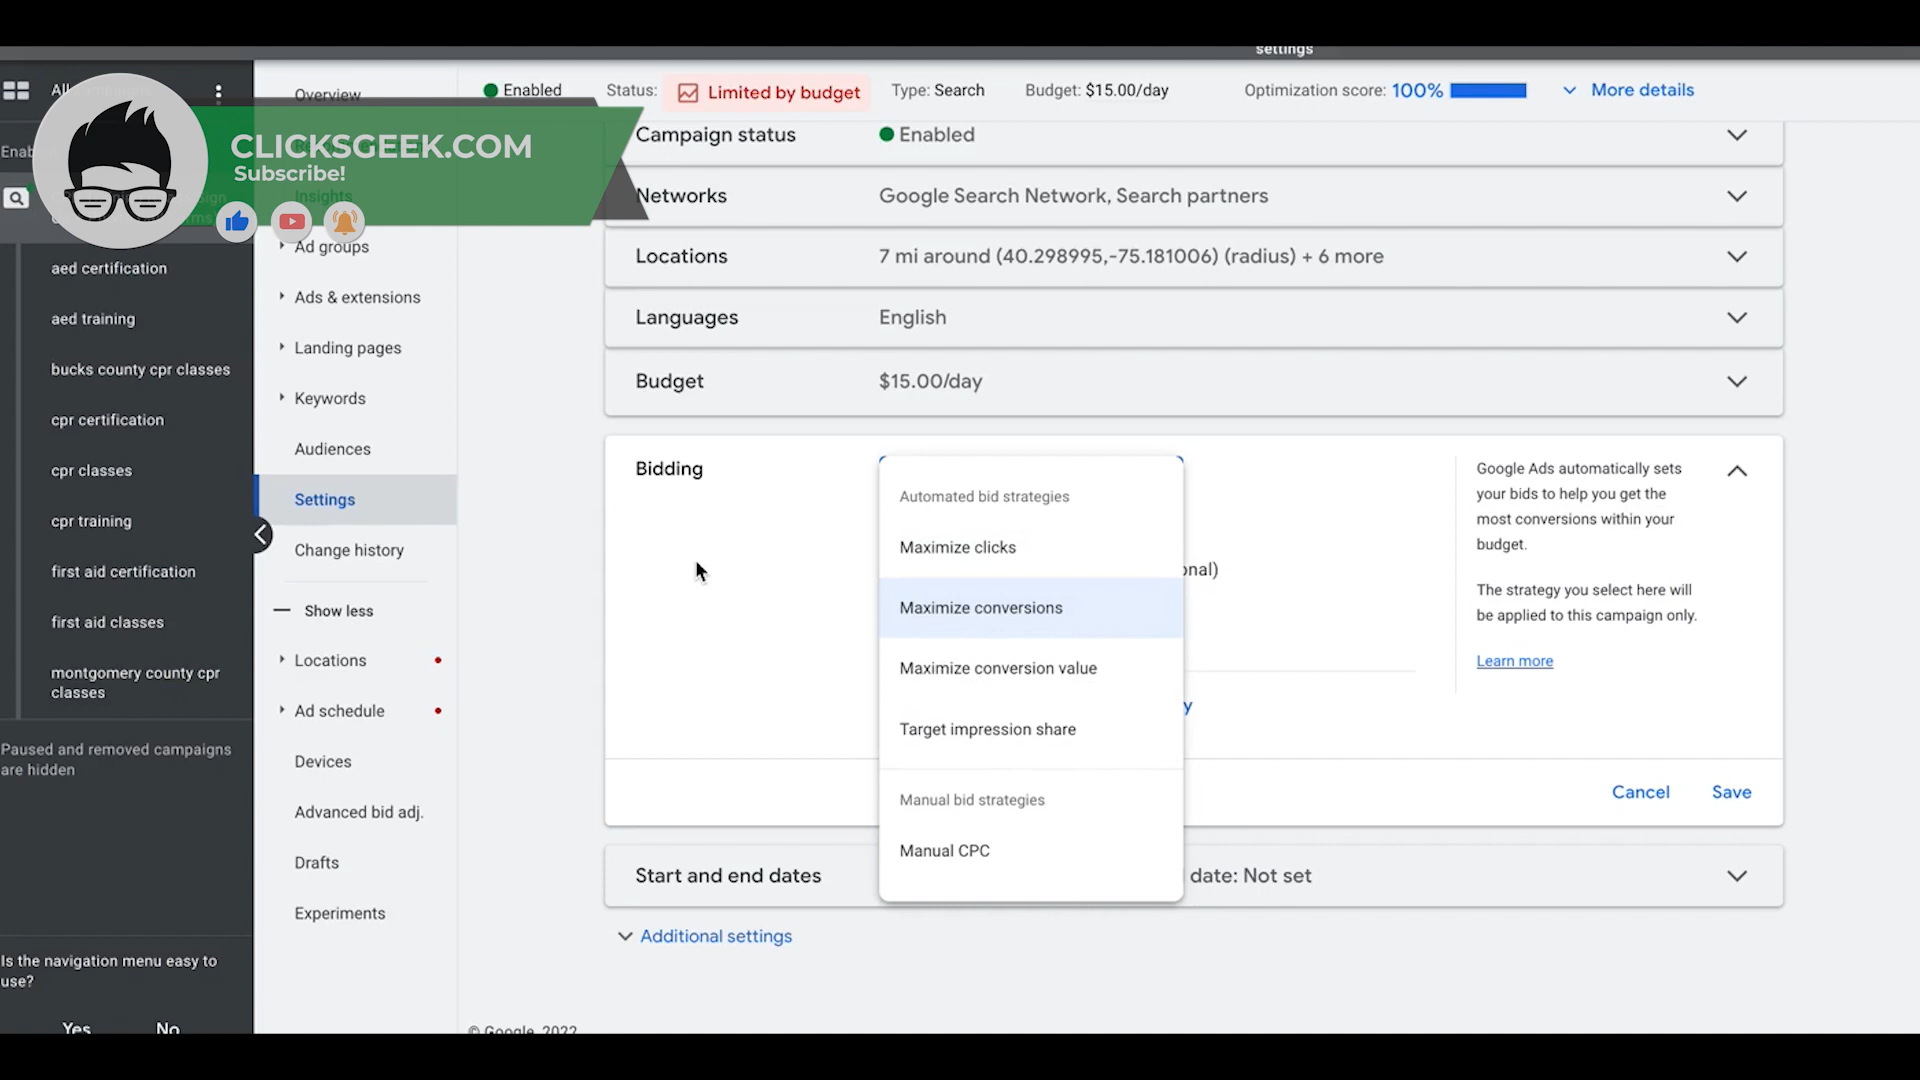 settings
Enabled
Status: Limited by budget
Type: Search
Budget: $15.00/day
Optimization score: 100%
More details
CLICKSGEEK.COM
Subscribe!
aed certification
aed training
bucks county cpr classes
cpr certification
cpr classes
cpr training
first aid certification
first aid classes
montgomery county cpr
classes
Paused and removed campaigns
are hidden
Is the navigation menu easy to
use?
Yes
No
Overview
Insights
Ad groups
Ads & extensions
Landing pages
Keywords
Audiences
Settings
Change history
Show less
Locations
Ad schedule
Devices
Advanced bid adj.
Drafts
Experiments
Campaign status
Enabled
Networks
Google Search Network, Search partners
Locations
7 mi around (40.298995,-75.181006) (radius) + 6 more
Languages
English
Budget
$15.00/day
Bidding
Automated bid strategies
Maximize clicks
Maximize conversions
Maximize conversion value
Target impression share
Manual bid strategies
Manual CPC
Google Ads automatically sets
your bids to help you get the
most conversions within your
budget.
The strategy you select here will
be applied to this campaign only.
Learn more
Cancel
Save
Start and end dates
date: Not set
Additional settings
© Google, 2022